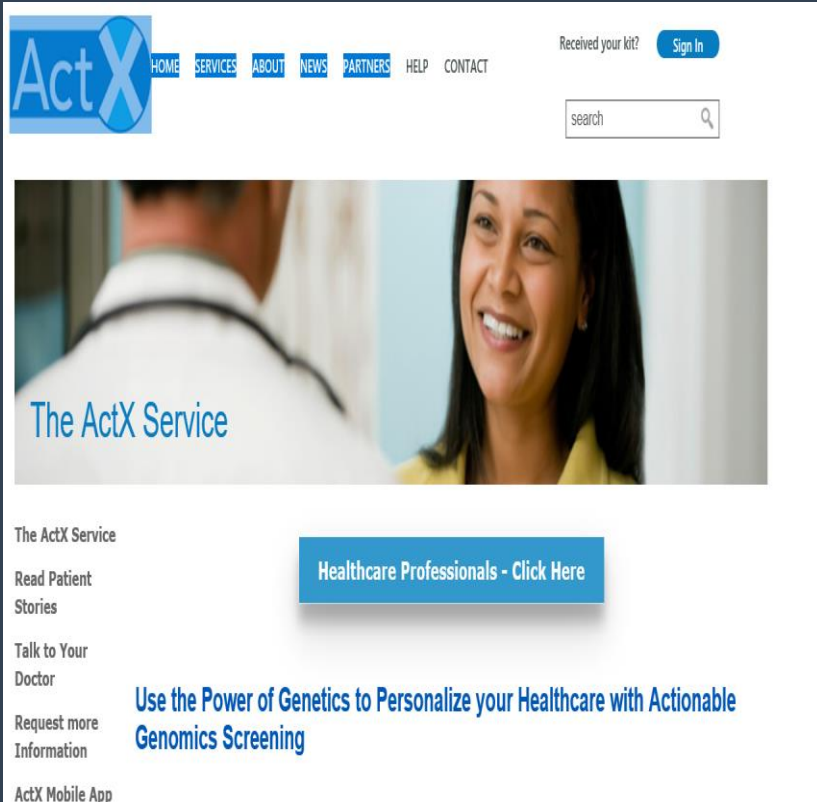 ActX
HOME SERVICES ABOUT NEWS PARTNERS HELP CONTACT
Received your kit? Sign In
search
The ActX Service
The ActX Service
Read Patient
Stories
Talk to Your
Doctor
Request more
Information
ActX Mobile App
Healthcare Professionals - Click Here
Use the Power of Genetics to Personalize your Healthcare with Actionable
Genomics Screening